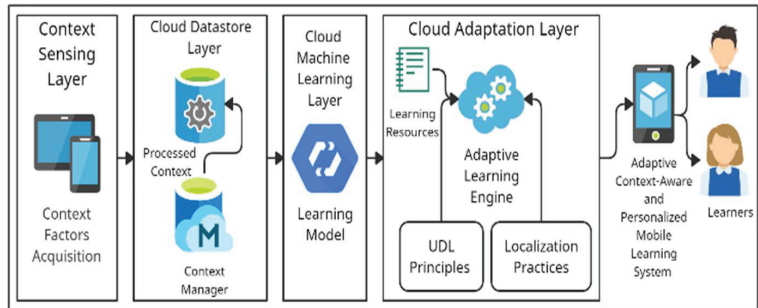 Context
Sensing
Layer
Context
Factors
Acquisition
Cloud Datastore
Layer
Processed
Context
M
Context
Manager
Cloud
Machine
Learning
Layer
Learning
Model
Cloud Adaptation Layer
Learning
Resources
Adaptive
Learning
Engine
UDL
Principles
Localization
Practices
Adaptive
Context-Aware
and
Personalized
Mobile
Learning
System
Learners